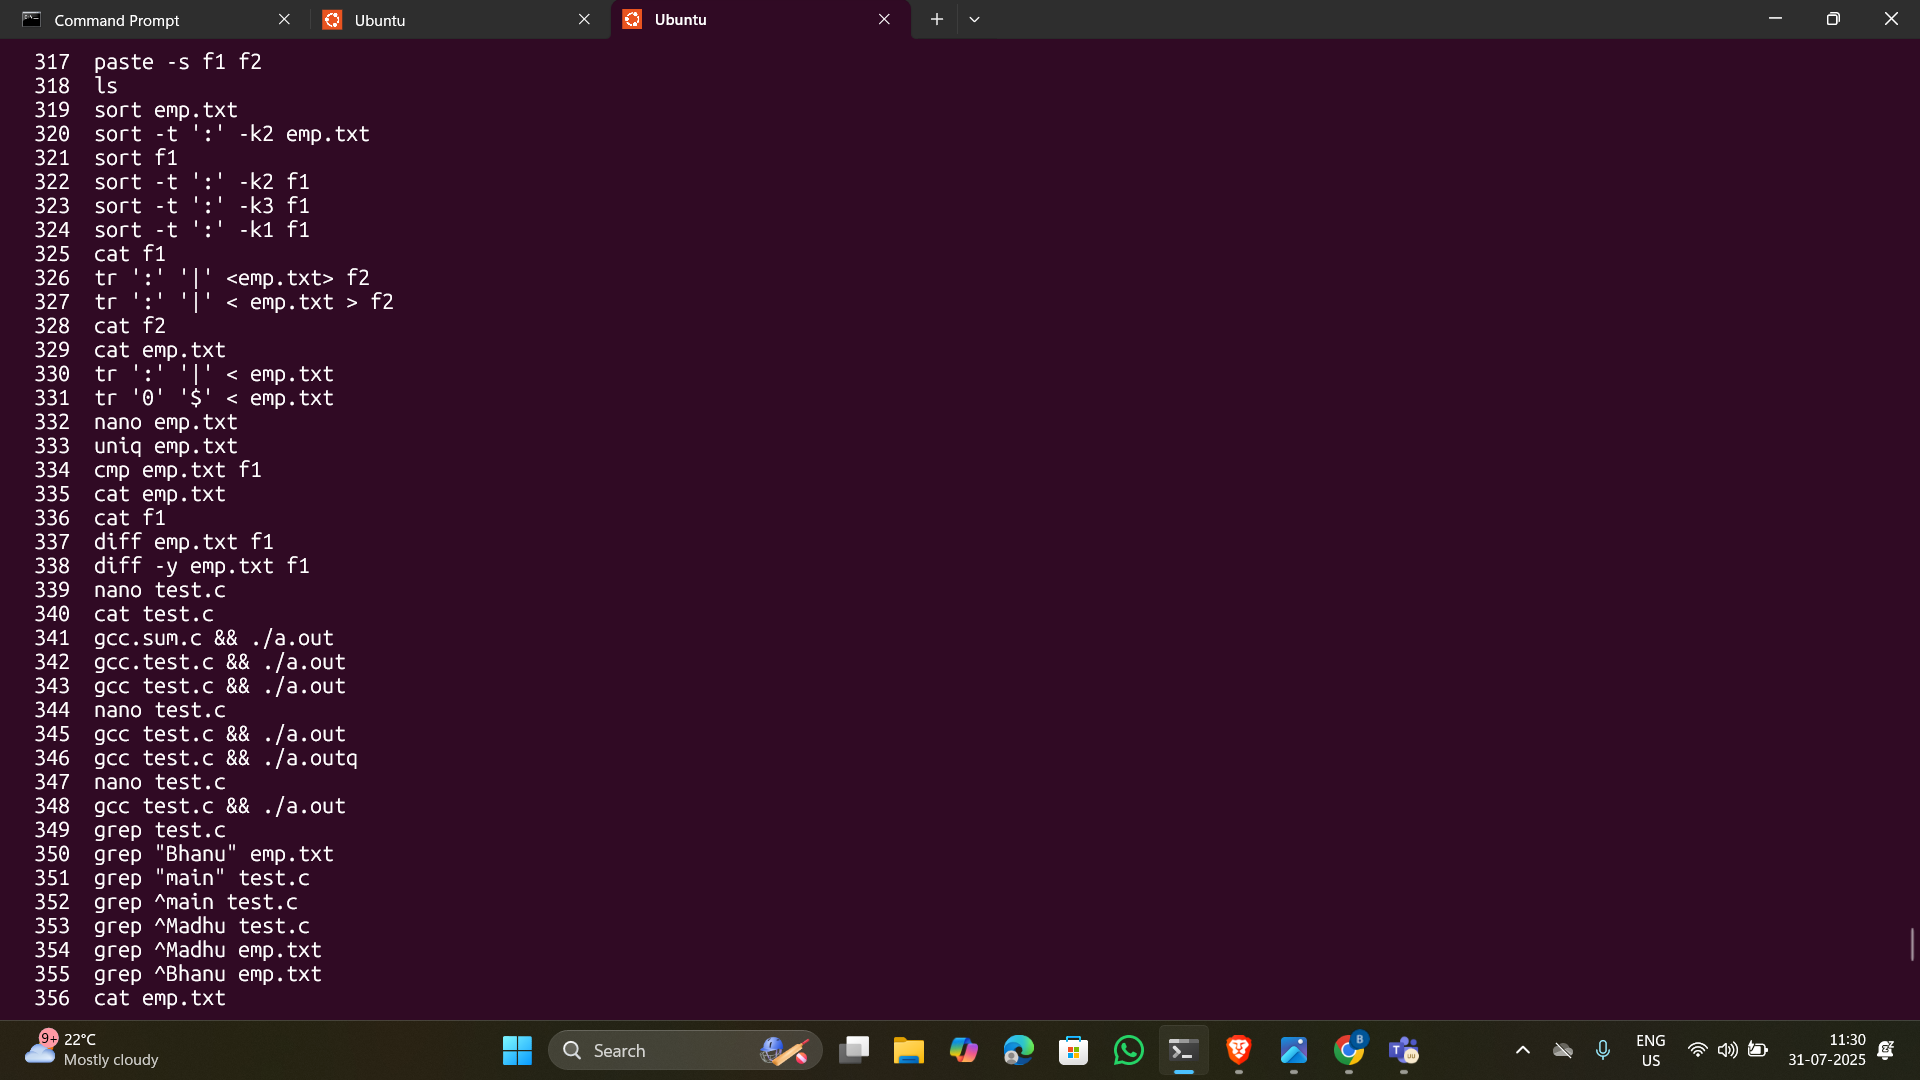 Command Prompt
Ubuntu
Ubuntu
317 paste -s f1 f2
318 ls
319 sort emp.txt
320 sort -t ':' -k2 emp.txt
321 sort f1
322 sort -t ':' -k2 f1
323 sort -t ':' -k3 f1
324 sort -t ':' -k1 f1
325 cat f1
326 tr ':' '|' <emp.txt> f2
327 tr ':' '|' < emp.txt > f2
328 cat f2
329 cat emp.txt
330 tr ':' '|' < emp.txt
331 tr '0' '$' < emp.txt
332 nano emp.txt
333 uniq emp.txt
334 cmp emp.txt f1
335 cat emp.txt
336 cat f1
337 diff emp.txt f1
338 diff -y emp.txt f1
339 nano test.c
340 cat test.c
341 gcc.sum.c && ./a.out
342 gcc.test.c && ./a.out
343 gcc test.c && ./a.out
344 nano test.c
345 gcc test.c && ./a.out
346 gcc test.c && ./a.outq
347 nano test.c
348 gcc test.c && ./a.out
349 grep test.c
350 grep "Bhanu" emp.txt
351 grep "main" test.c
352 grep ^main test.c
353 grep ^Madhu test.c
354 grep ^Madhu emp.txt
355 grep ^Bhanu emp.txt
356 cat emp.txt
9+
22°C
Mostly cloudy
Search
B
ENG
US
11:30
31-07-2025